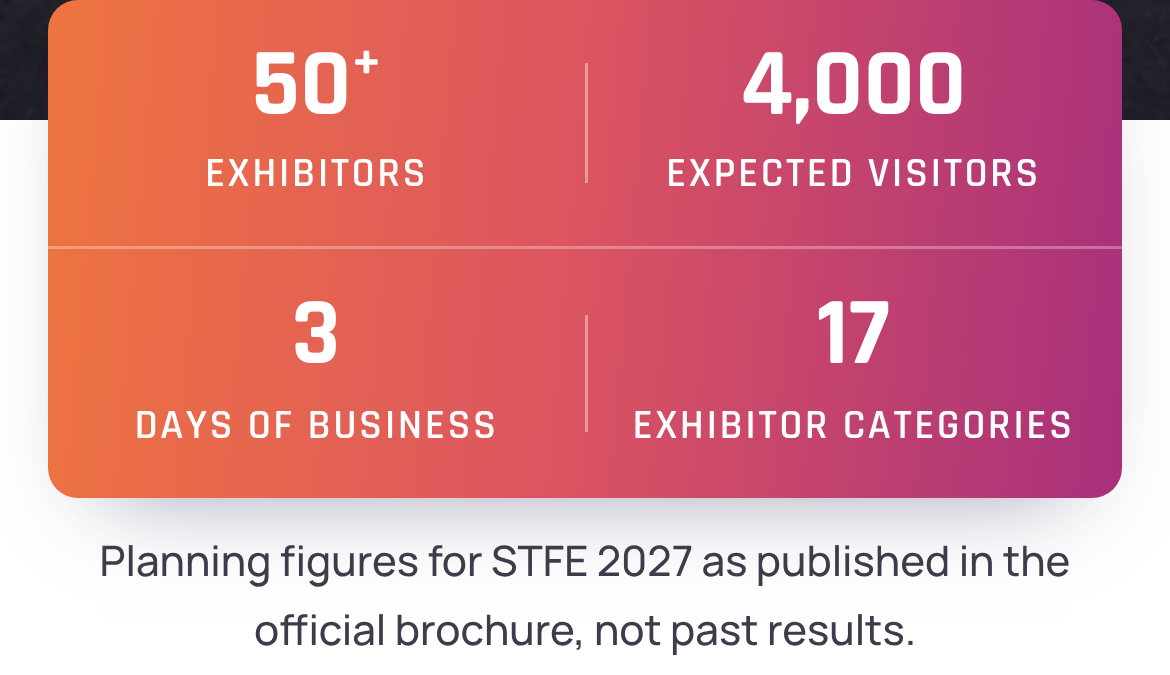 50+
EXHIBITORS
4,000
EXPECTED VISITORS
3
DAYS OF BUSINESS
17
EXHIBITOR CATEGORIES
Planning figures for STFE 2027 as published in the
official brochure, not past results.